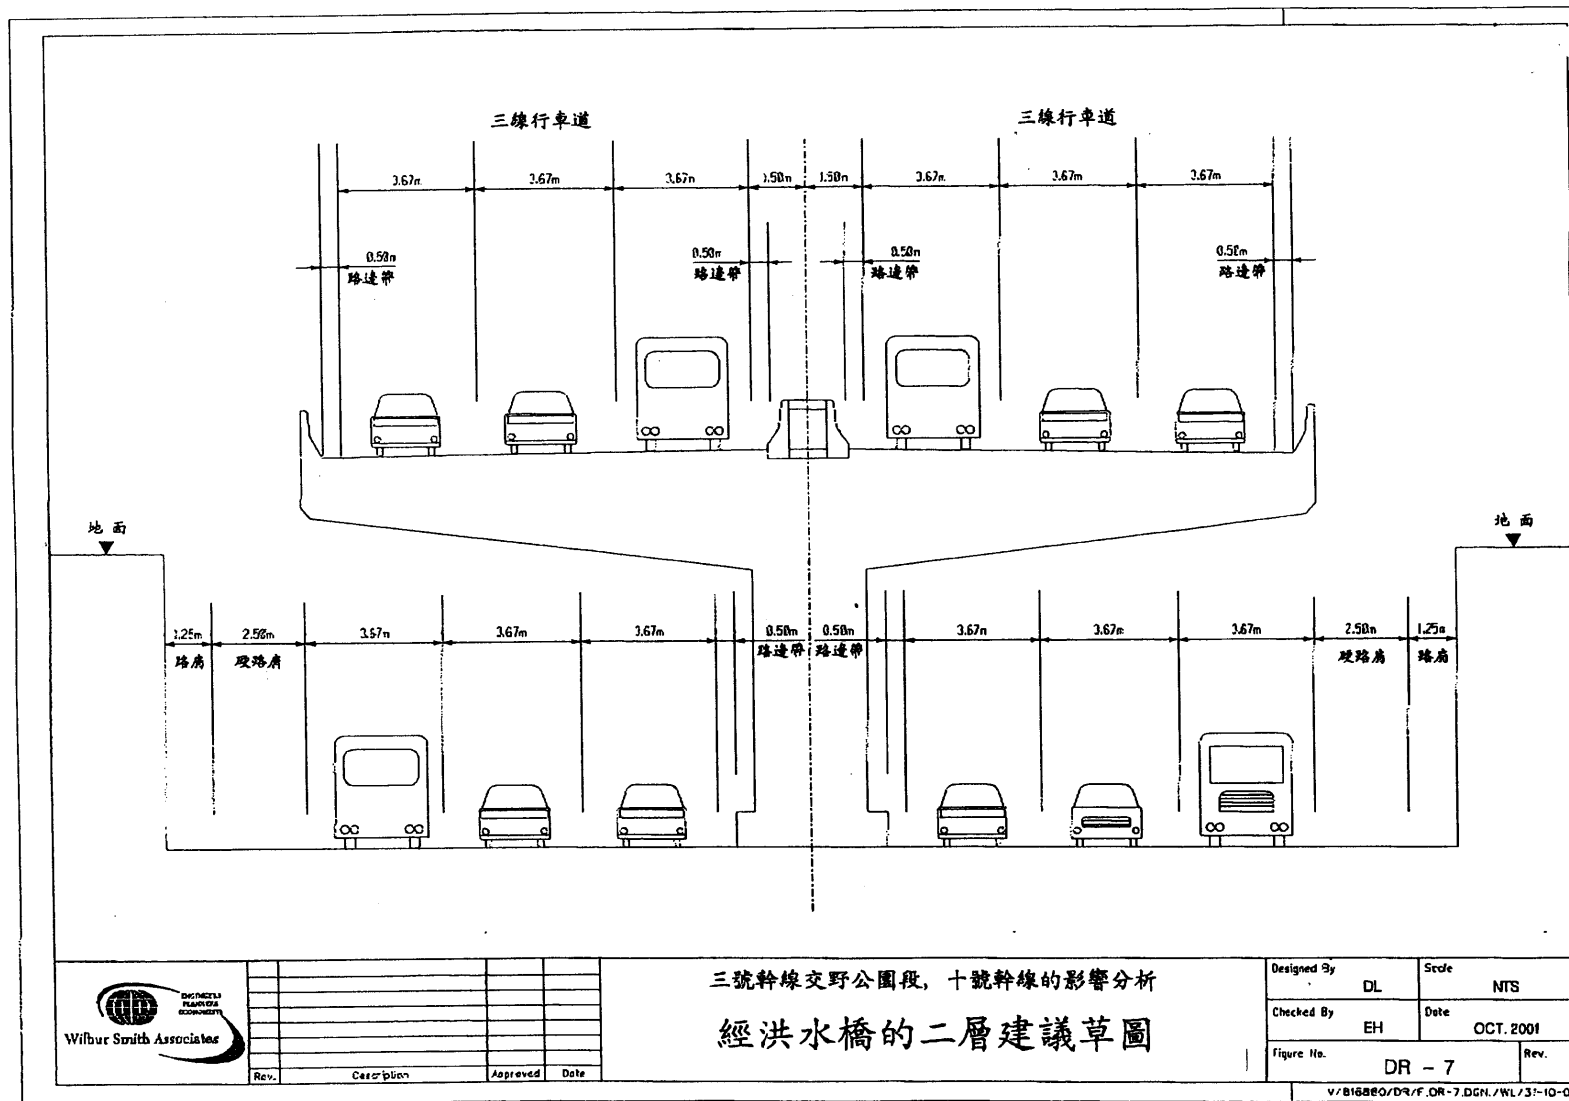 三線行車道 三線行車道
3.67m 3.67m 3.67m 1.50m 1.50m 3.67m 3.67m 3.67m
0.50m 0.50m 0.50m 0.50m
路邊帶 路邊帶 路邊帶 路邊帶
地面 地面
1.25m 2.50m 3.67m 3.67m 3.67m 0.50m 0.50m 3.67m 3.67m 3.67m 2.50m 1.25m
路肩 硬路肩 路邊帶 路邊帶 硬路肩 路肩
ENGINEERS
PLANNERS
ECONOMISTS
Wilbur Smith Associates
Rev. Description Approved Date
三號幹線交野公園段, 十號幹線的影響分析
經洪水橋的二層建議草圖
Designed By DL
Scale NTS
Checked By EH
Date OCT. 2001
Figure No. DR - 7
Rev.